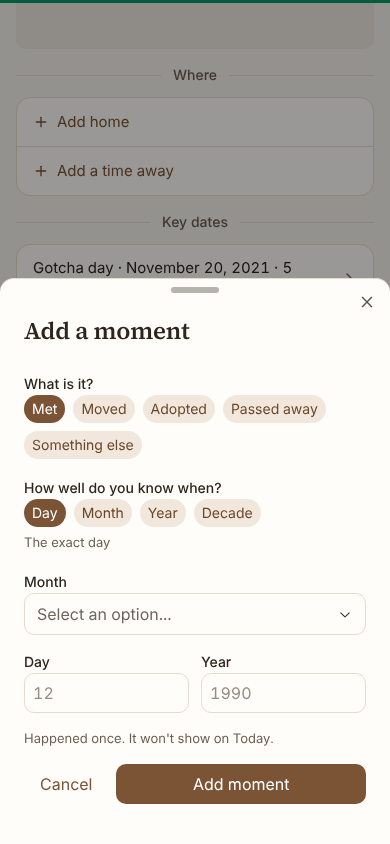 Where
+ Add home
+ Add a time away
Key dates
Gotcha day · November 20, 2021 · 5
Add a moment
What is it?
Met Moved Adopted Passed away
Something else
How well do you know when?
Day Month Year Decade
The exact day
Month
Select an option...
Day Year
12 1990
Happened once. It won't show on Today.
Cancel Add moment